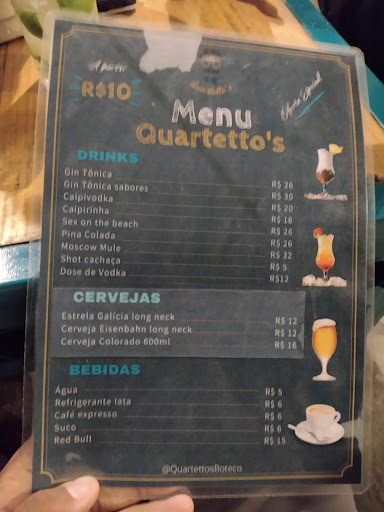 A partir
R$10
Quartetto's
Menu
Quartetto's
DRINKS
Gin Tônica R$ 26
Gin Tônica sabores R$ 30
Caipivodka R$ 20
Caipirinha R$ 18
Sex on the beach R$ 26
Pina Colada R$ 26
Moscow Mule R$ 32
Shot cachaça R$ 5
Dose de Vodka R$12
CERVEJAS
Estrela Galícia long neck R$ 12
Cerveja Eisenbahn long neck R$ 12
Cerveja Colorado 600ml R$ 16
BEBIDAS
Água R$ 5
Refrigerante lata R$ 6
Café expresso R$ 6
Suco R$ 6
Red Bull R$ 15
@QuartettosBoteco